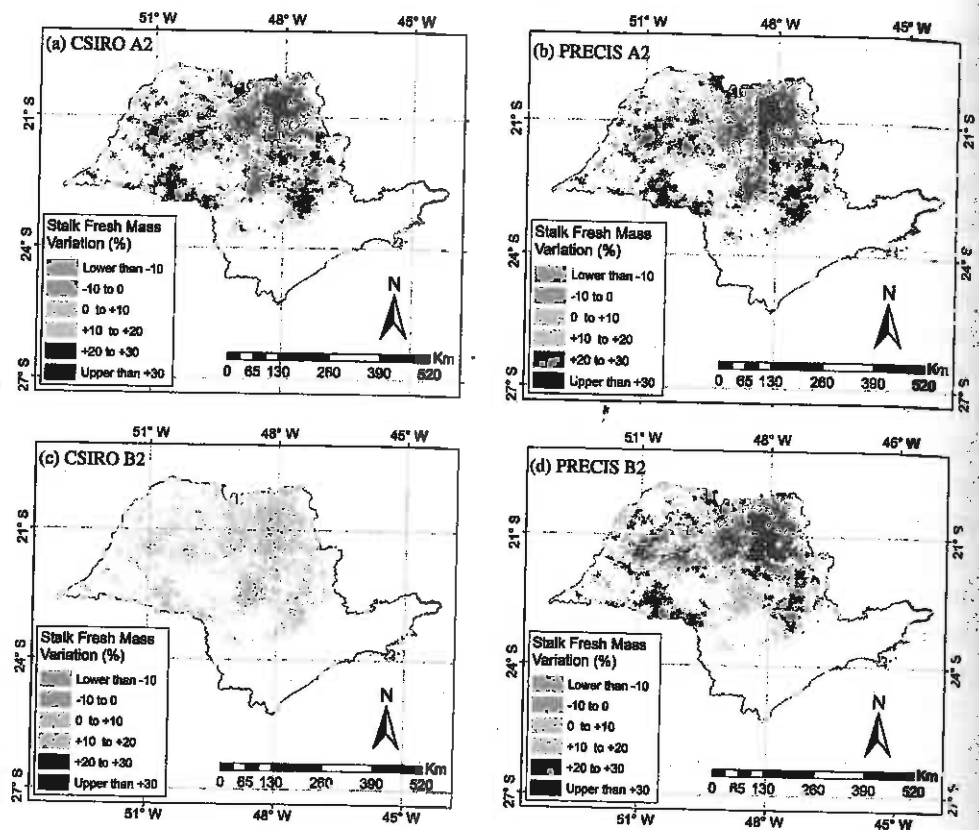 51° W 48° W 45° W
(a) CSIRO A2
21° S
24° S
27° S
Stalk Fresh Mass
Variation (%)
Lower than -10
-10 to 0
0 to +10
+10 to +20
+20 to +30
Upper than +30
N
Km
0 65 130 260 390 520
51° W 48° W 45° W
(b) PRECIS A2
21° S
21° S
24° S
24° S
27° S
27° S
Stalk Fresh Mass
Variation (%)
Lower than -10
-10 to 0
0 to +10
+10 to +20
+20 to +30
Upper than +30
N
Km
0 65 130 260 390 520
51° W 48° W 45° W
(c) CSIRO B2
21° S
24° S
27° S
Stalk Fresh Mass
Variation (%)
Lower than -10
-10 to 0
0 to +10
+10 to +20
+20 to +30
Upper than +30
N
Km
0 65 130 260 390 520
51° W 48° W 45° W
51° W 48° W 45° W
(d) PRECIS B2
21° S
21° S
24° S
24° S
27° S
27° S
Stalk Fresh Mass
Variation (%)
Lower than -10
-10 to 0
0 to +10
+10 to +20
+20 to +30
Upper than +30
N
Km
0 65 130 260 390 520
51° W 48° W 45° W